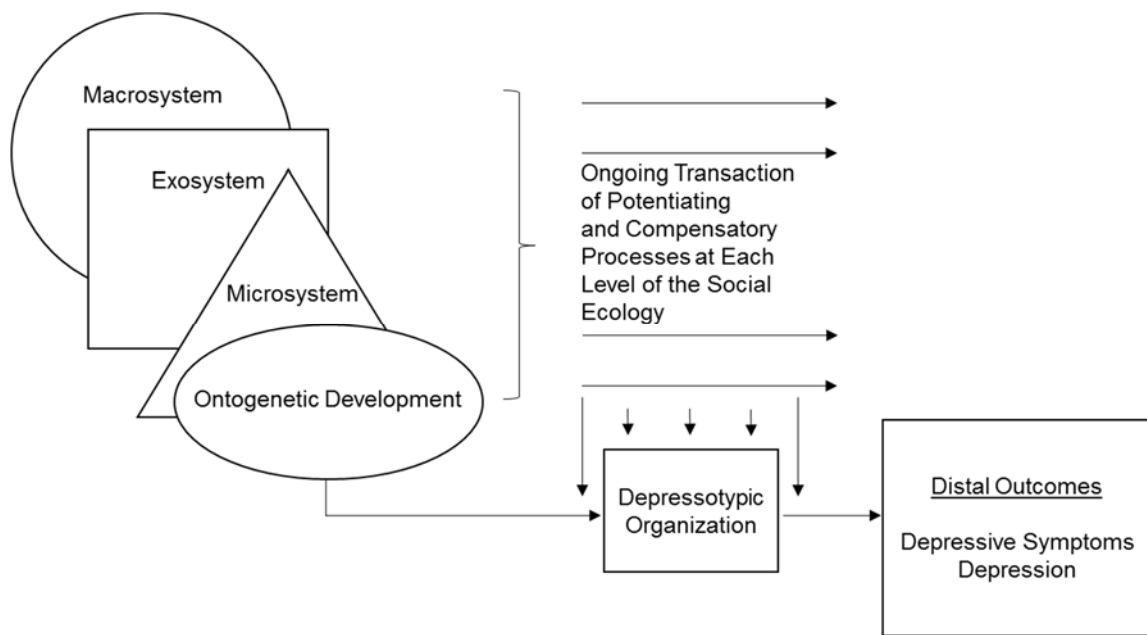 Macrosystem
Exosystem
Microsystem
Ontogenetic Development
Ongoing Transaction
of Potentiating
and Compensatory
Processes at Each
Level of the Social
Ecology
Depressotypic
Organization
Distal Outcomes
Depressive Symptoms
Depression